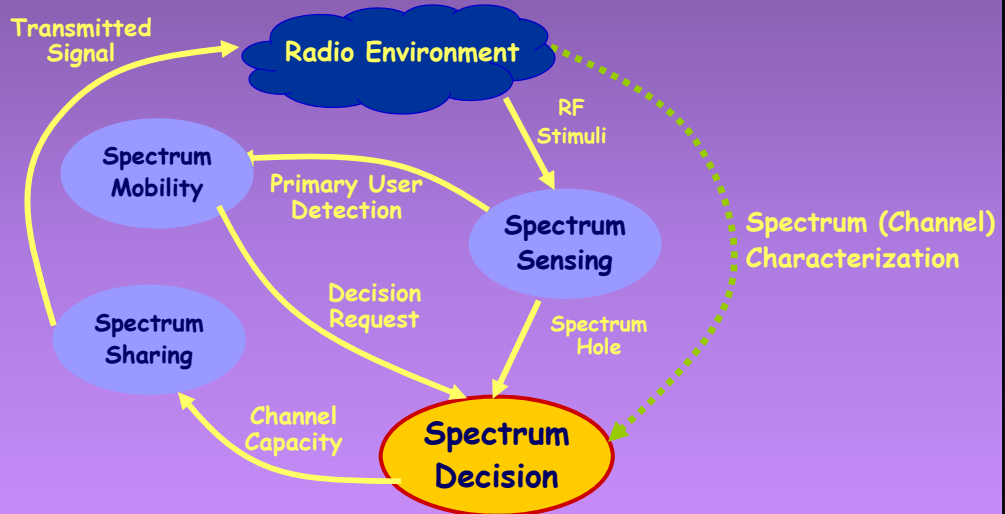 Transmitted
Signal
Radio Environment
RF
Stimuli
Spectrum
Mobility
Primary User
Detection
Spectrum
Sensing
Spectrum (Channel)
Characterization
Decision
Request
Spectrum
Hole
Spectrum
Sharing
Channel
Capacity
Spectrum
Decision